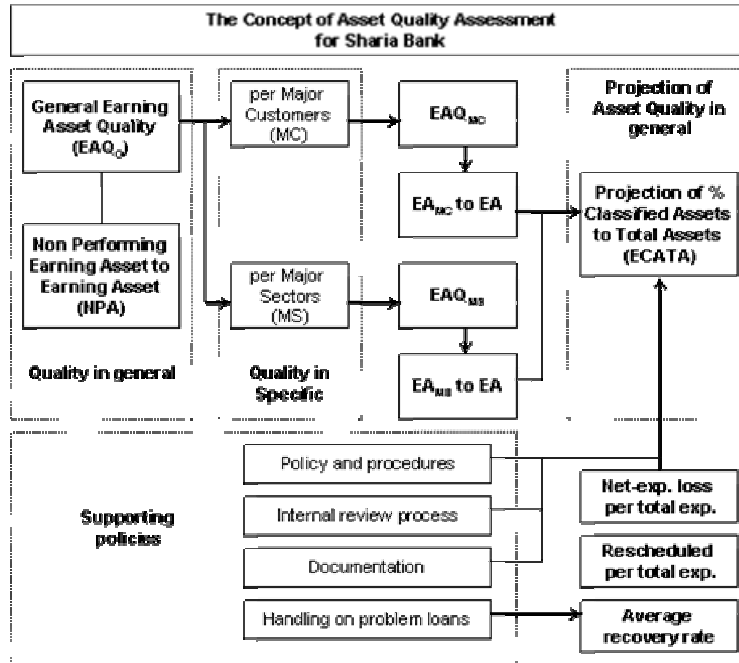 The Concept of Asset Quality Assessment
for Sharia Bank
General Earning
Asset Quality
(EAQO)
Non Performing
Earning Asset to
Earning Asset
(NPA)
Quality in general
per Major
Customers
(MC)
per Major
Sectors
(MS)
Quality in
Specific
EAQMC
EAMC to EA
EAQMS
EAMS to EA
Projection of
Asset Quality in
general
Projection of %
Classified Assets
to Total Assets
(ECATA)
Supporting
policies
Policy and procedures
Internal review process
Documentation
Handling on problem loans
Net-exp. loss
per total exp.
Rescheduled
per total exp.
Average
recovery rate